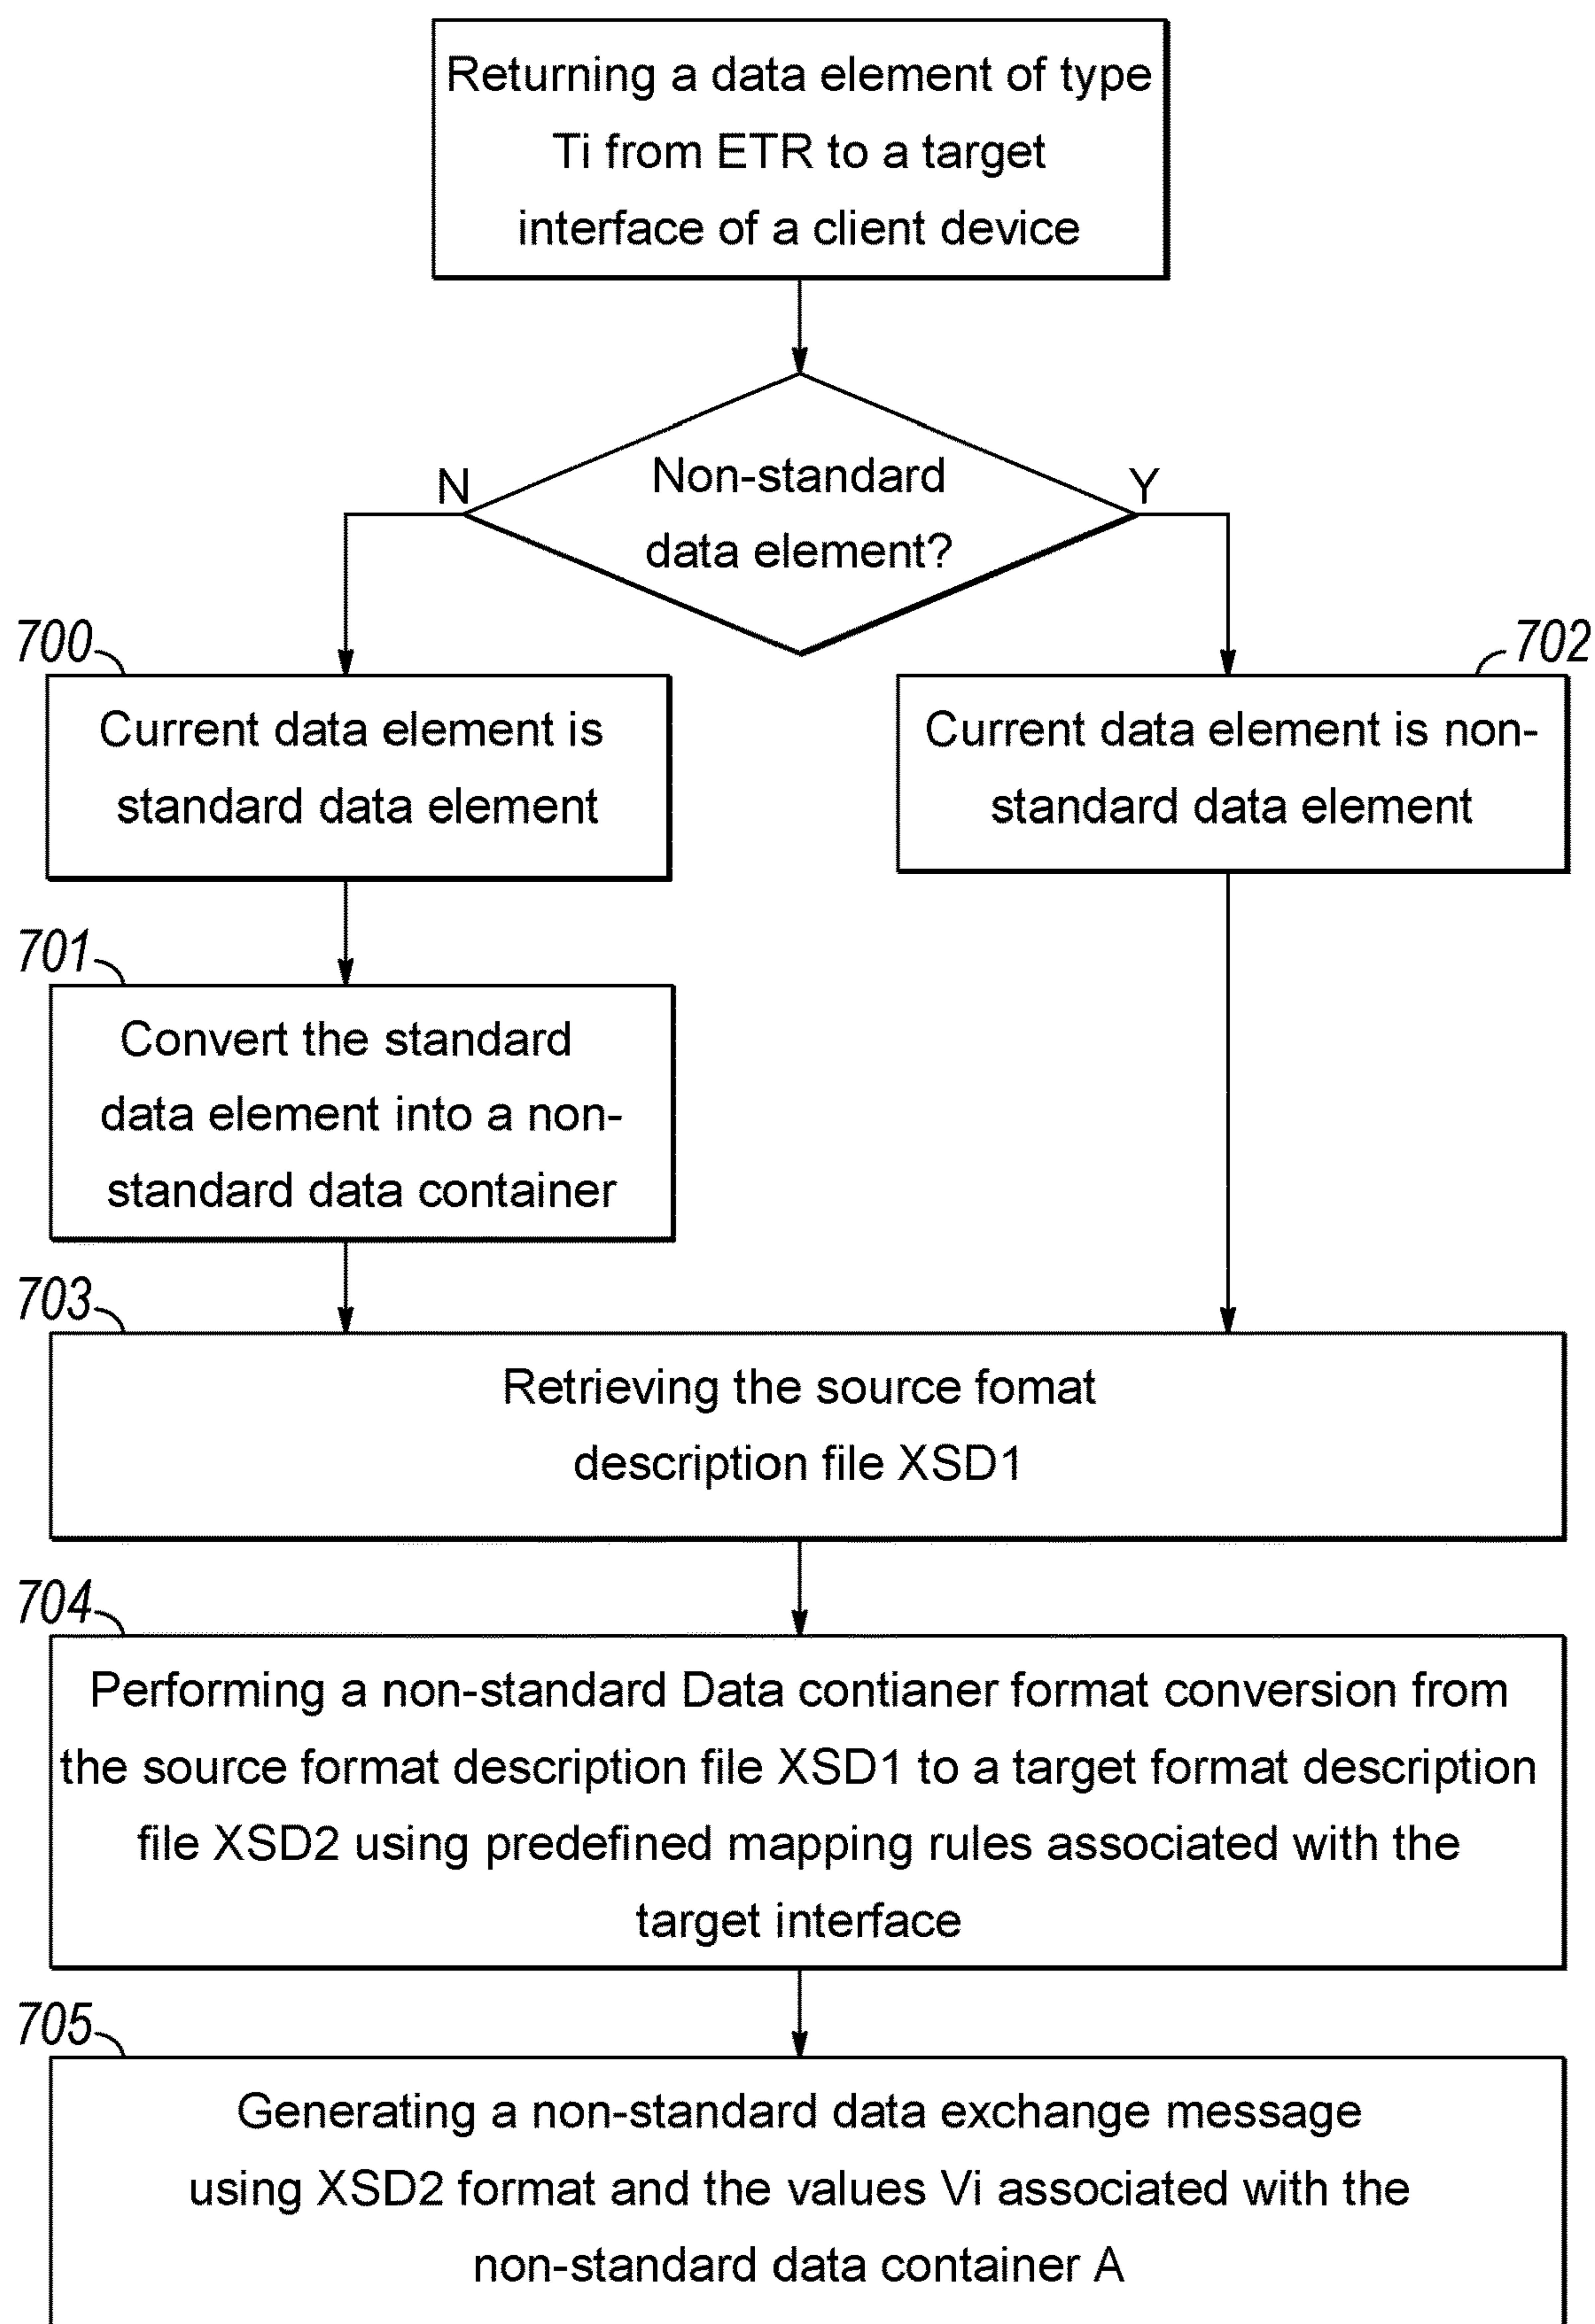 Returning a data element of type
Ti from ETR to a target
interface of a client device
N
Non-standard
data element?
Y
700
Current data element is
standard data element
702
Current data element is non-
standard data element
701
Convert the standard
data element into a non-
standard data container
703
Retrieving the source fomat
description file XSD1
704
Performing a non-standard Data contianer format conversion from
the source format description file XSD1 to a target format description
file XSD2 using predefined mapping rules associated with the
target interface
705
Generating a non-standard data exchange message
using XSD2 format and the values Vi associated with the
non-standard data container A